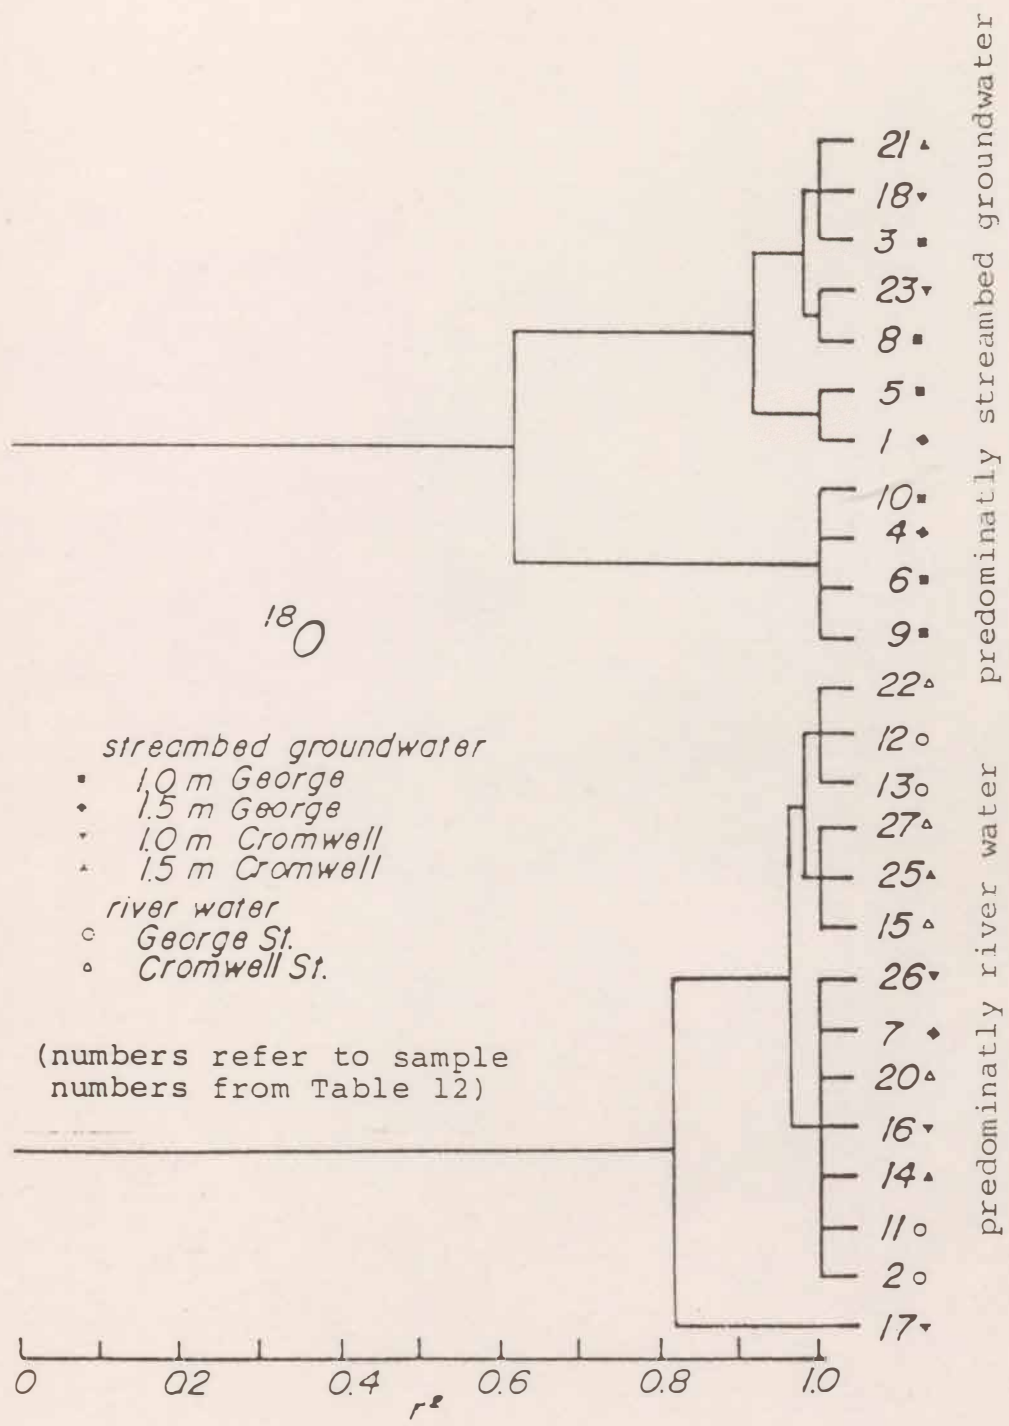 21 ▲
18 ▼
3 ■
23 ▼
8 ■
5 ■
1 ◆
10 ■
4 ◆
6 ■
9 ■
22 △
12 ○
13 ○
27 △
25 ▲
15 △
26 ▼
7 ◆
20 △
16 ▼
14 ▲
11 ○
2 ○
17 ▼
predominatly streambed groundwater
predominatly river water
18O
streambed groundwater
■ 1.0 m George
◆ 1.5 m George
▼ 1.0 m Cromwell
▲ 1.5 m Cromwell
river water
○ George St.
△ Cromwell St.
(numbers refer to sample
numbers from Table 12)
0 02 0.4 0.6 0.8 1.0
r²